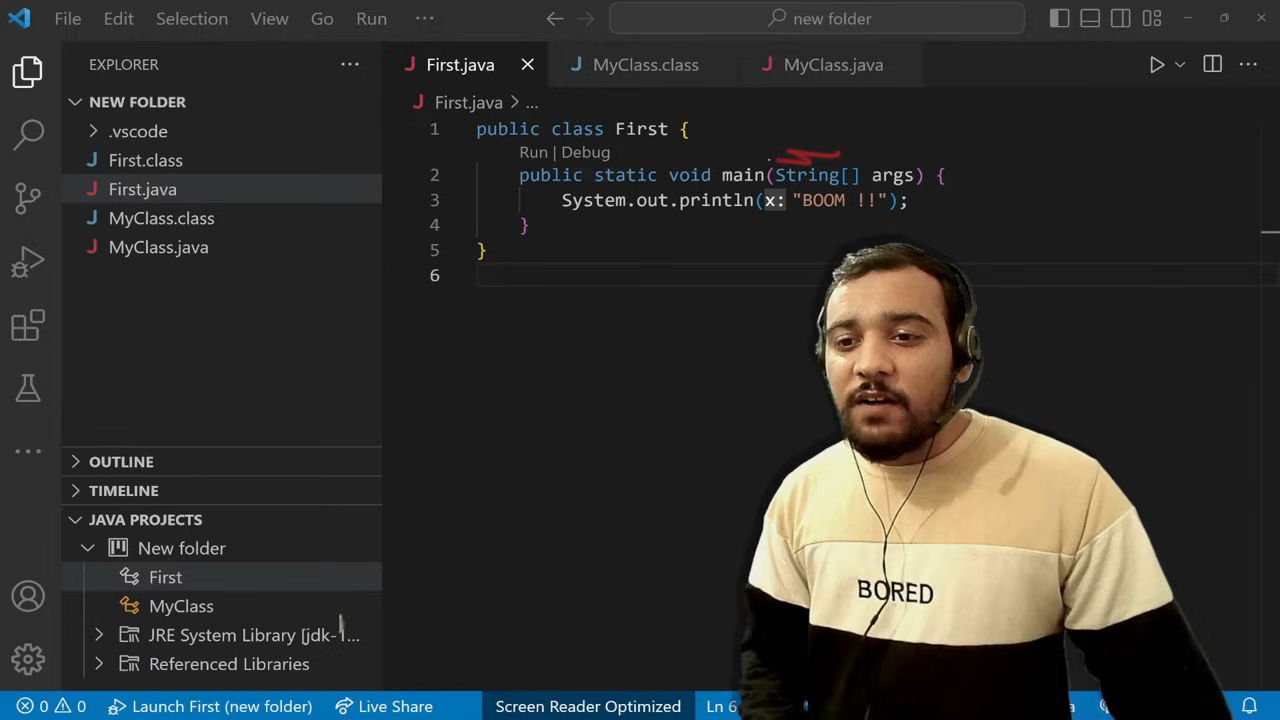 File Edit Selection View Go Run ··· new folder
EXPLORER ···
First.java MyClass.class MyClass.java ···
NEW FOLDER
.vscode
First.class
First.java
MyClass.class
MyClass.java
First.java > ...
1 public class First {
Run | Debug
2 public static void main(String[] args) {
3 System.out.println(x: "BOOM !!");
4 }
5 }
6
BORED
OUTLINE
TIMELINE
JAVA PROJECTS
New folder
First
MyClass
JRE System Library [jdk-1...
Referenced Libraries
0 0 Launch First (new folder) Live Share Screen Reader Optimized